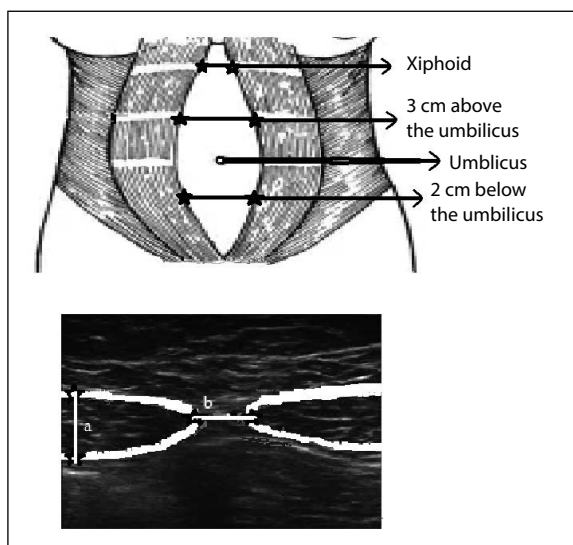 Xiphoid
3 cm above
the umbilicus
Umblicus
2 cm below
the umbilicus
b
a